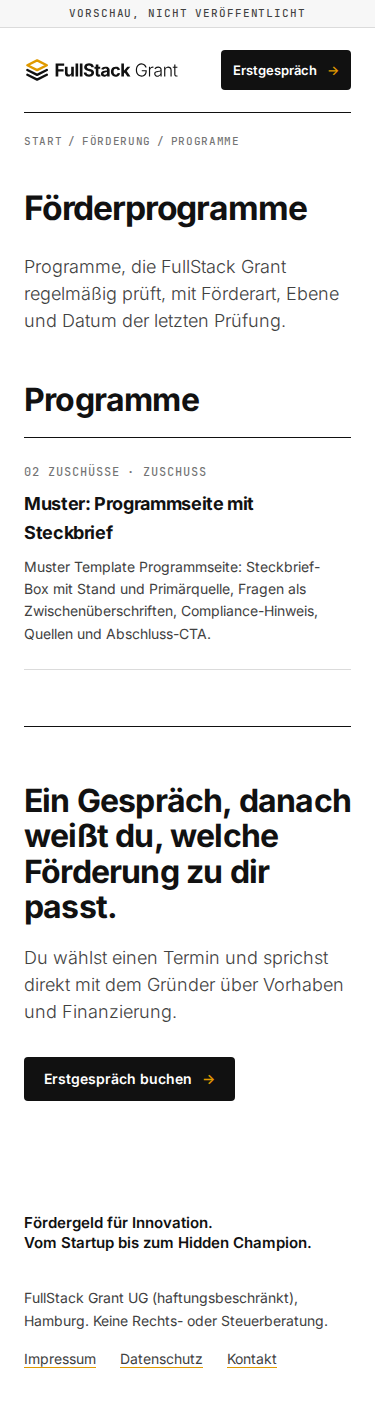 VORSCHAU, NICHT VERÖFFENTLICHT
FullStack Grant
Erstgespräch →
START / FÖRDERUNG / PROGRAMME
Förderprogramme
Programme, die FullStack Grant
regelmäßig prüft, mit Förderart, Ebene
und Datum der letzten Prüfung.
Programme
02 ZUSCHÜSSE · ZUSCHUSS
Muster: Programmseite mit
Steckbrief
Muster Template Programmseite: Steckbrief-
Box mit Stand und Primärquelle, Fragen als
Zwischenüberschriften, Compliance-Hinweis,
Quellen und Abschluss-CTA.
Ein Gespräch, danach
weißt du, welche
Förderung zu dir
passt.
Du wählst einen Termin und sprichst
direkt mit dem Gründer über Vorhaben
und Finanzierung.
Erstgespräch buchen →
Fördergeld für Innovation.
Vom Startup bis zum Hidden Champion.
FullStack Grant UG (haftungsbeschränkt),
Hamburg. Keine Rechts- oder Steuerberatung.
Impressum Datenschutz Kontakt